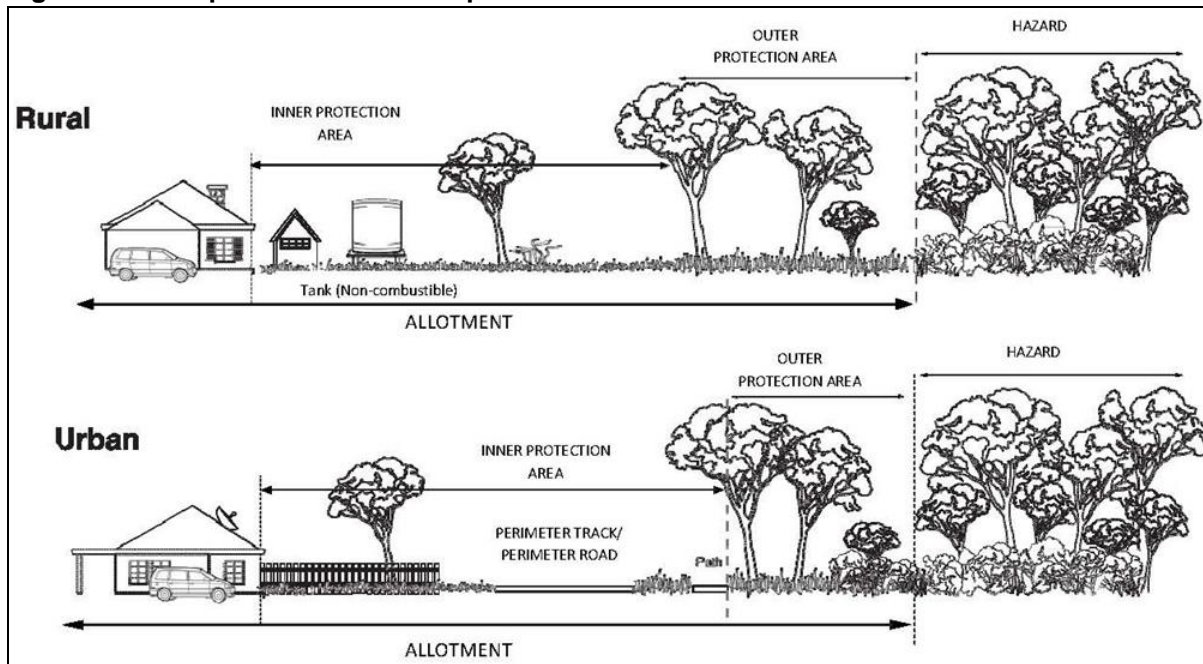 Rural
INNER PROTECTION
AREA
OUTER
PROTECTION AREA
HAZARD
Tank (Non-combustible)
ALLOTMENT
Urban
INNER PROTECTION
AREA
OUTER
PROTECTION AREA
HAZARD
PERIMETER TRACK/
PERIMETER ROAD
Path
ALLOTMENT